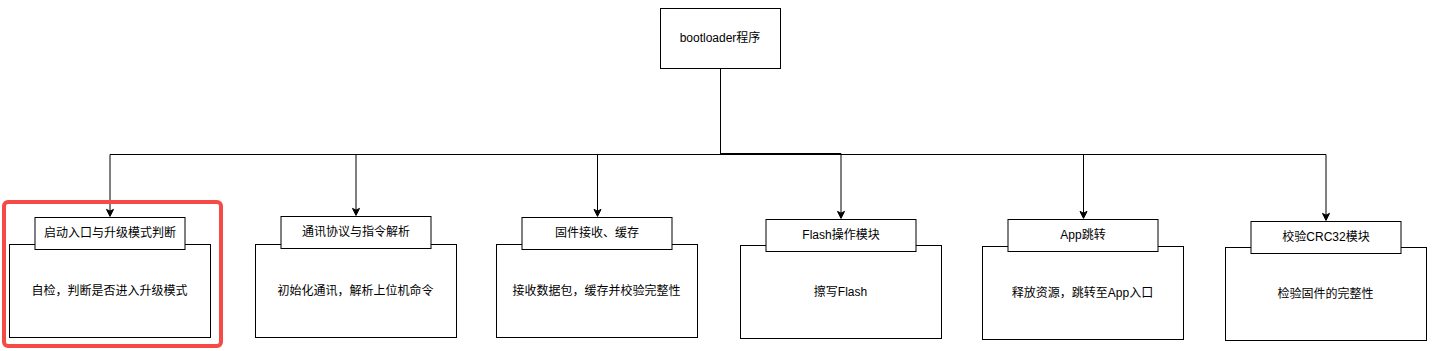 bootloader程序
启动入口与升级模式判断
自检，判断是否进入升级模式
通讯协议与指令解析
初始化通讯，解析上位机命令
固件接收、缓存
接收数据包，缓存并校验完整性
Flash操作模块
擦写Flash
App跳转
释放资源，跳转至App入口
校验CRC32模块
检验固件的完整性